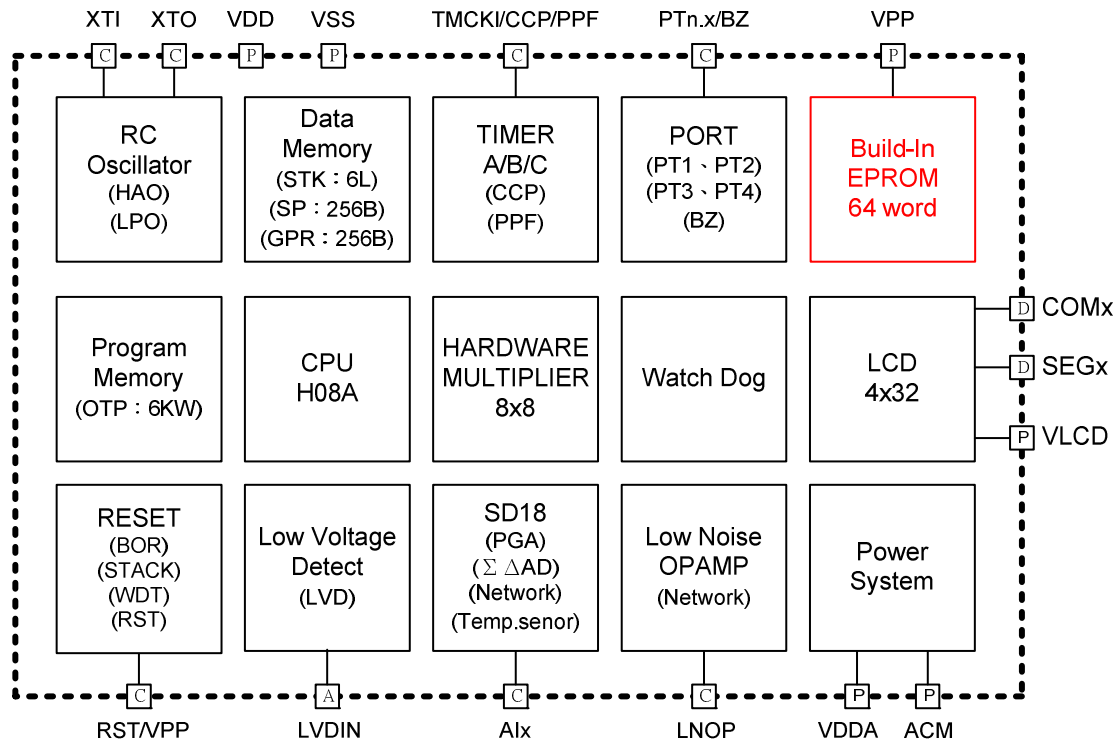 XTI XTO VDD VSS TMCKI/CCP/PPF PTn.x/BZ VPP
C C P P C C P
RC
Oscillator
(HAO)
(LPO)
Data
Memory
(STK：6L)
(SP：256B)
(GPR：256B)
TIMER
A/B/C
(CCP)
(PPF)
PORT
(PT1、PT2)
(PT3、PT4)
(BZ)
Build-In
EPROM
64 word
Program
Memory
(OTP：6KW)
CPU
H08A
HARDWARE
MULTIPLIER
8x8
Watch Dog
LCD
4x32
D COMx
D SEGx
P VLCD
RESET
(BOR)
(STACK)
(WDT)
(RST)
Low Voltage
Detect
(LVD)
SD18
(PGA)
(Σ ΔAD)
(Network)
(Temp.senor)
Low Noise
OPAMP
(Network)
Power
System
C A C C P P
RST/VPP LVDIN AIx LNOP VDDA ACM